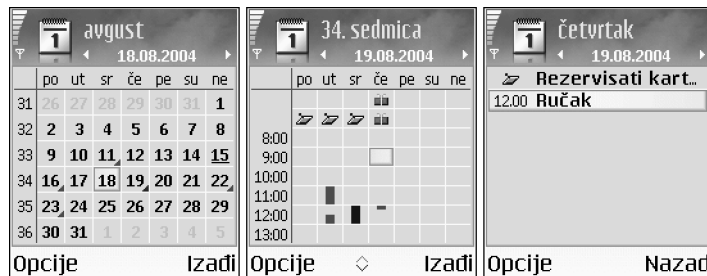 avgust
18.08.2004
po ut sr če pe su ne
31 26 27 28 29 30 31 1
32 2 3 4 5 6 7 8
33 9 10 11 12 13 14 15
34 16 17 18 19 20 21 22
35 23 24 25 26 27 28 29
36 30 31 1 2 3 4 5
Opcije Izađi
34. sedmica
19.08.2004
po ut sr če pe su ne
8:00
9:00
10:00
11:00
12:00
13:00
Opcije Izađi
četvrtak
19.08.2004
Rezervisati kart...
12.00 Ručak
Opcije Nazad